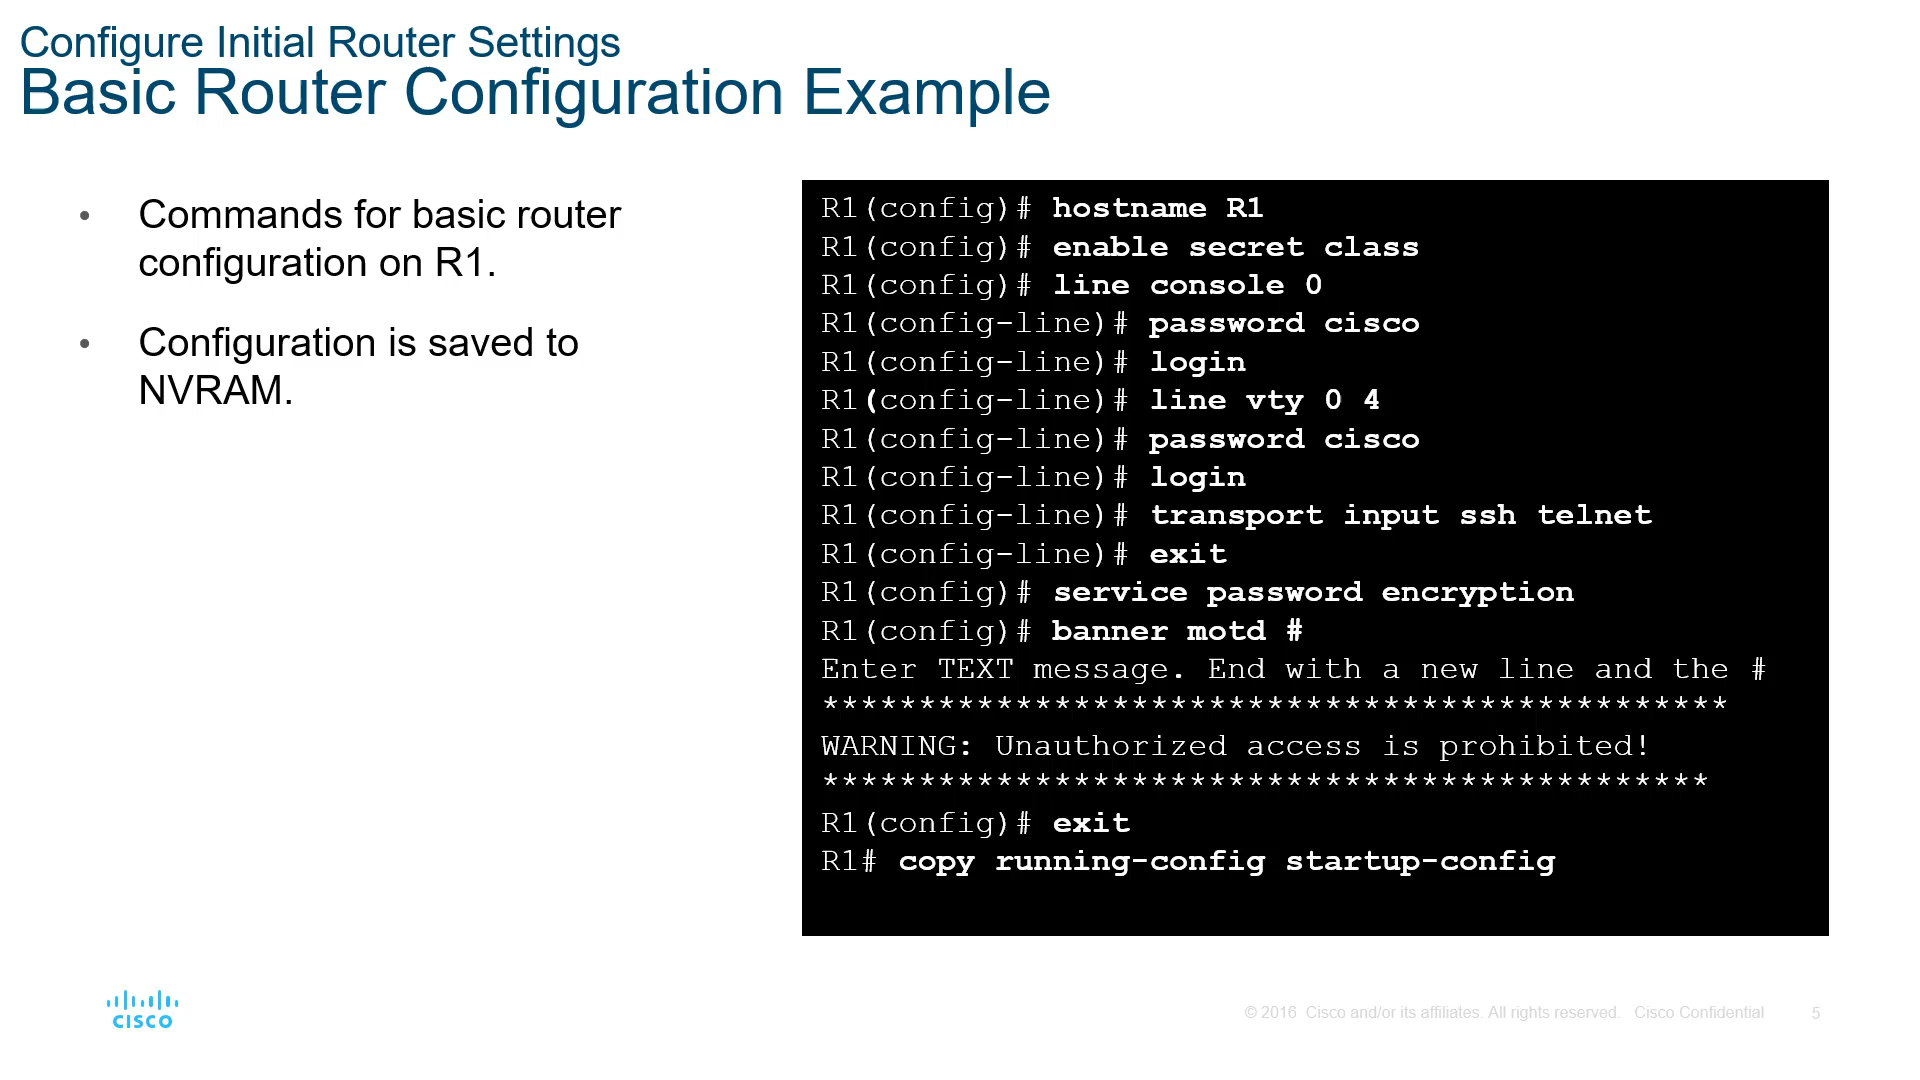 Configure Initial Router Settings
Basic Router Configuration Example
• Commands for basic router
configuration on R1.
• Configuration is saved to
NVRAM.
R1(config)# hostname R1
R1(config)# enable secret class
R1(config)# line console 0
R1(config-line)# password cisco
R1(config-line)# login
R1(config-line)# line vty 0 4
R1(config-line)# password cisco
R1(config-line)# login
R1(config-line)# transport input ssh telnet
R1(config-line)# exit
R1(config)# service password encryption
R1(config)# banner motd #
Enter TEXT message. End with a new line and the #
***********************************************
WARNING: Unauthorized access is prohibited!
**********************************************
R1(config)# exit
R1# copy running-config startup-config
CISCO
© 2016 Cisco and/or its affiliates. All rights reserved. Cisco Confidential 5